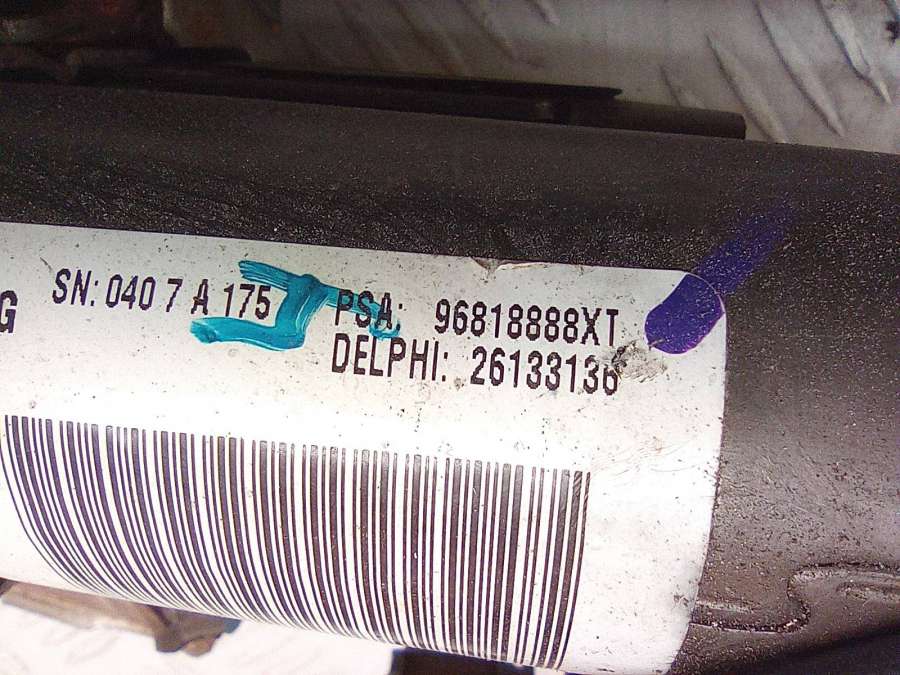 G
SN: 040 7 A 175 PSA: 96818888XT
DELPHI: 26133136